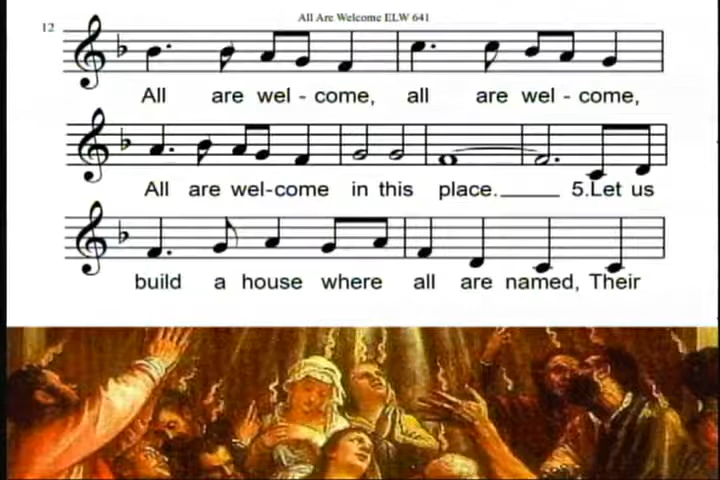 All Are Welcome ELW 641
12
All are wel - come, all are wel - come,
All are wel-come in this place.______ 5.Let us
build a house where all are named, Their